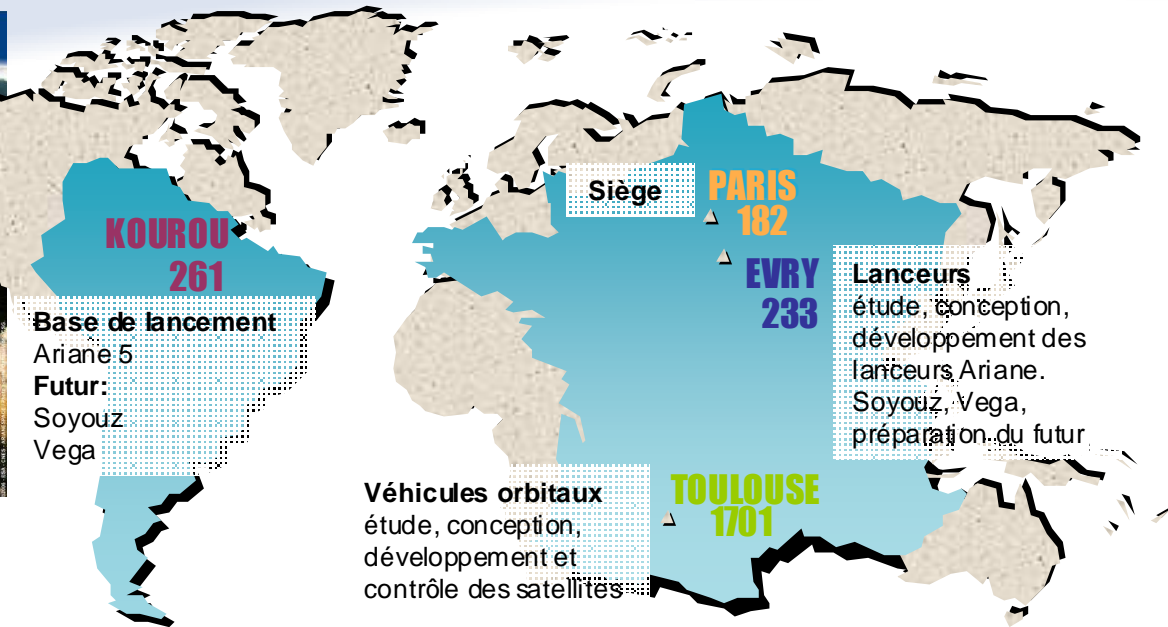 Siège
PARIS
182
KOUROU
261
EVRY
233
Base de lancement
Ariane 5
Futur:
Soyouz
Vega
Lanceurs
étude, conception,
développement des
lanceurs Ariane.
Soyouz, Vega,
préparation du futur
Véhicules orbitaux
étude, conception,
développement et
contrôle des satellites
TOULOUSE
1701